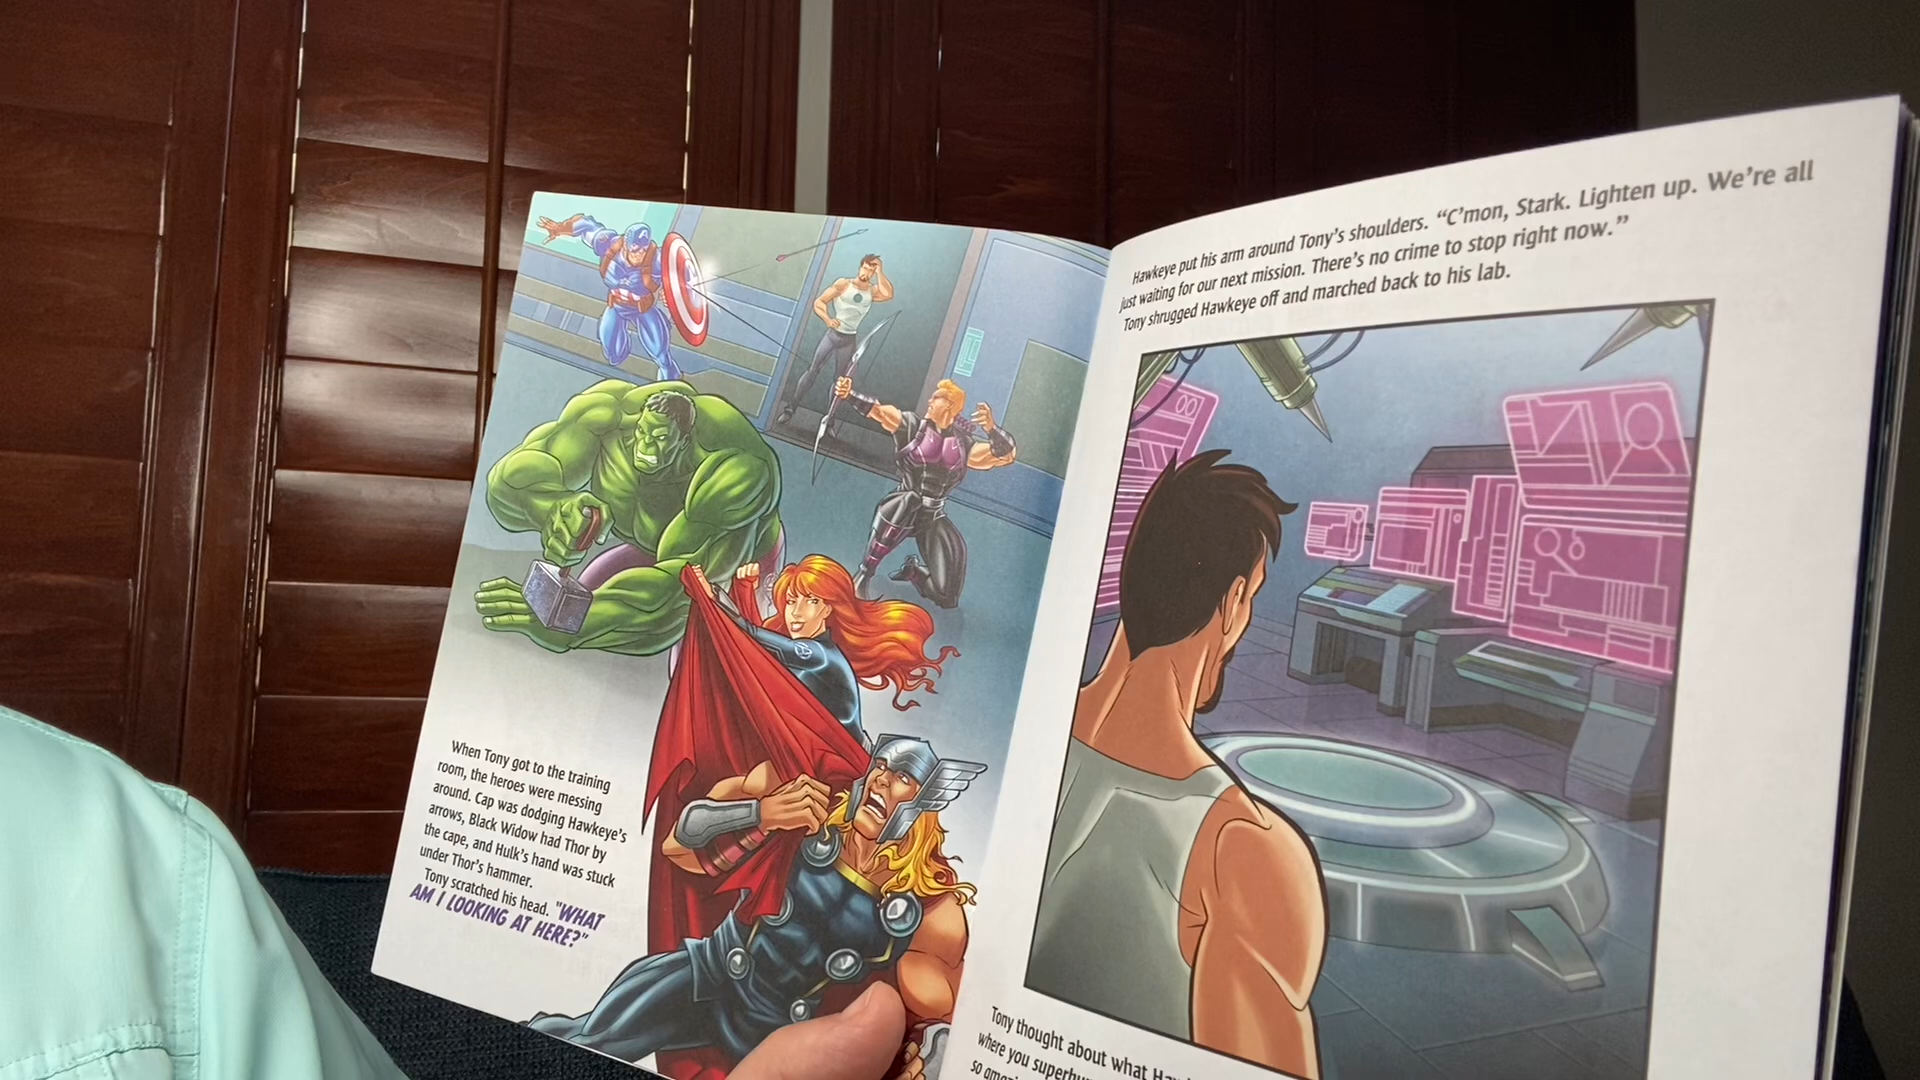 When Tony got to the training
room, the heroes were messing
around. Cap was dodging Hawkeye's
arrows, Black Widow had Thor by
the cape, and Hulk's hand was stuck
under Thor's hammer.
Tony scratched his head. "WHAT
AM I LOOKING AT HERE?"
Hawkeye put his arm around Tony's shoulders. "C'mon, Stark. Lighten up. We're all
just waiting for our next mission. There's no crime to stop right now."
Tony shrugged Hawkeye off and marched back to his lab.
Tony thought about what
where you
so